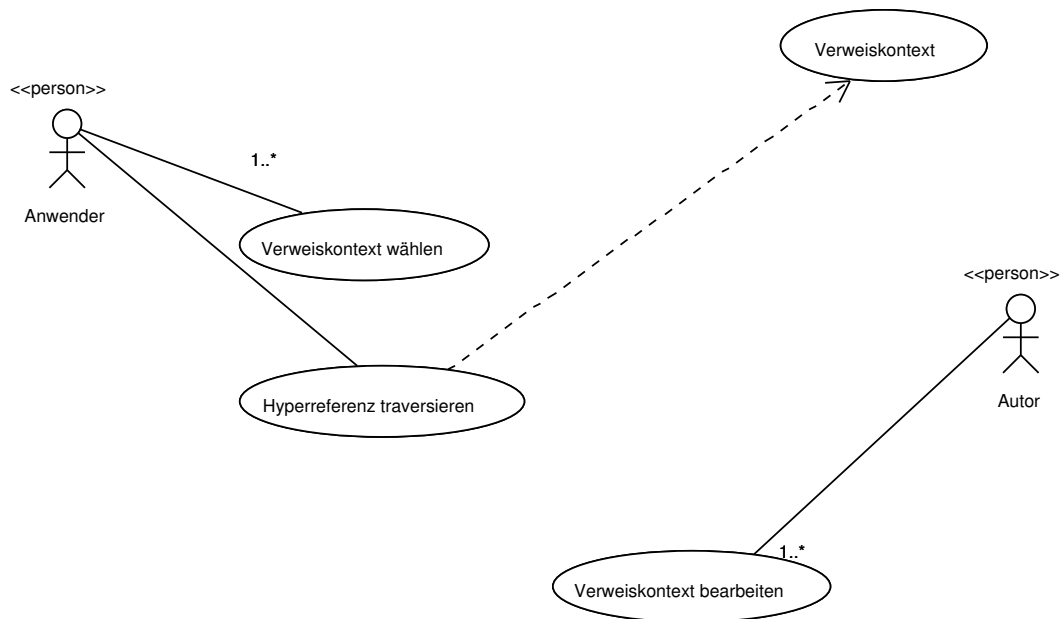 Verweiskontext
<<person>>
1..*
Anwender
Verweiskontext wählen
<<person>>
Hyperreferenz traversieren
Autor
1..*
Verweiskontext bearbeiten